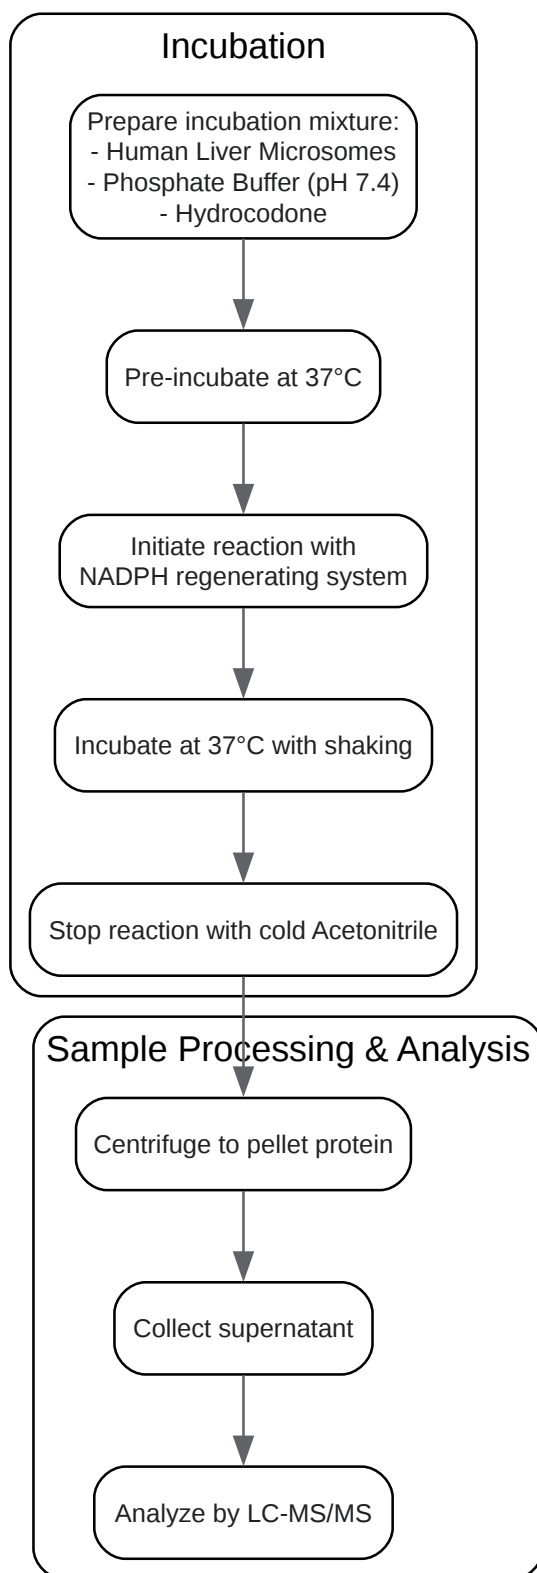 Incubation
Prepare incubation mixture:
- Human Liver Microsomes
- Phosphate Buffer (pH 7.4)
- Hydrocodone
Pre-incubate at 37°C
Initiate reaction with
NADPH regenerating system
Incubate at 37°C with shaking
Stop reaction with cold Acetonitrile
Sample Processing & Analysis
Centrifuge to pellet protein
Collect supernatant
Analyze by LC-MS/MS